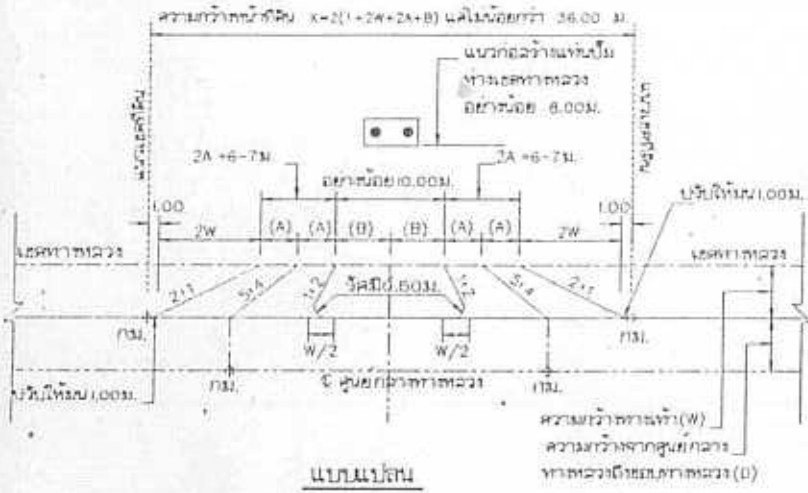 ความกว้างหน้าที่ดิน X=2(1+2W+2A+B) แต่ไม่น้อยกว่า 36.00 ม.
แนวก่อสร้างแท่นปั๊ม
ห่างเขตทางหลวง
อย่างน้อย 6.00ม.
แนวเขตที่ดิน
แนวเขตที่ดิน
2A =6-7ม.
2A =6-7ม.
อย่างน้อย10.00ม.
1.00
2W
(A)
(A)
(B)
(B)
(A)
(A)
2W
1.00
ปรับให้มน1.00ม.
เขตทางหลวง
เขตทางหลวง
2:1
5:4
1:2
รัศมี0.50ม.
1:2
5:4
2:1
กม.
W/2
W/2
กม.
กม.
℄ ศูนย์กลางทางหลวง
กม.
ปรับให้มน1.00ม.
ความกว้างทางเท้า(W)
ความกว้างจากศูนย์กลาง
ทางหลวงถึงขอบทางหลวง(D)
แบบแปลน